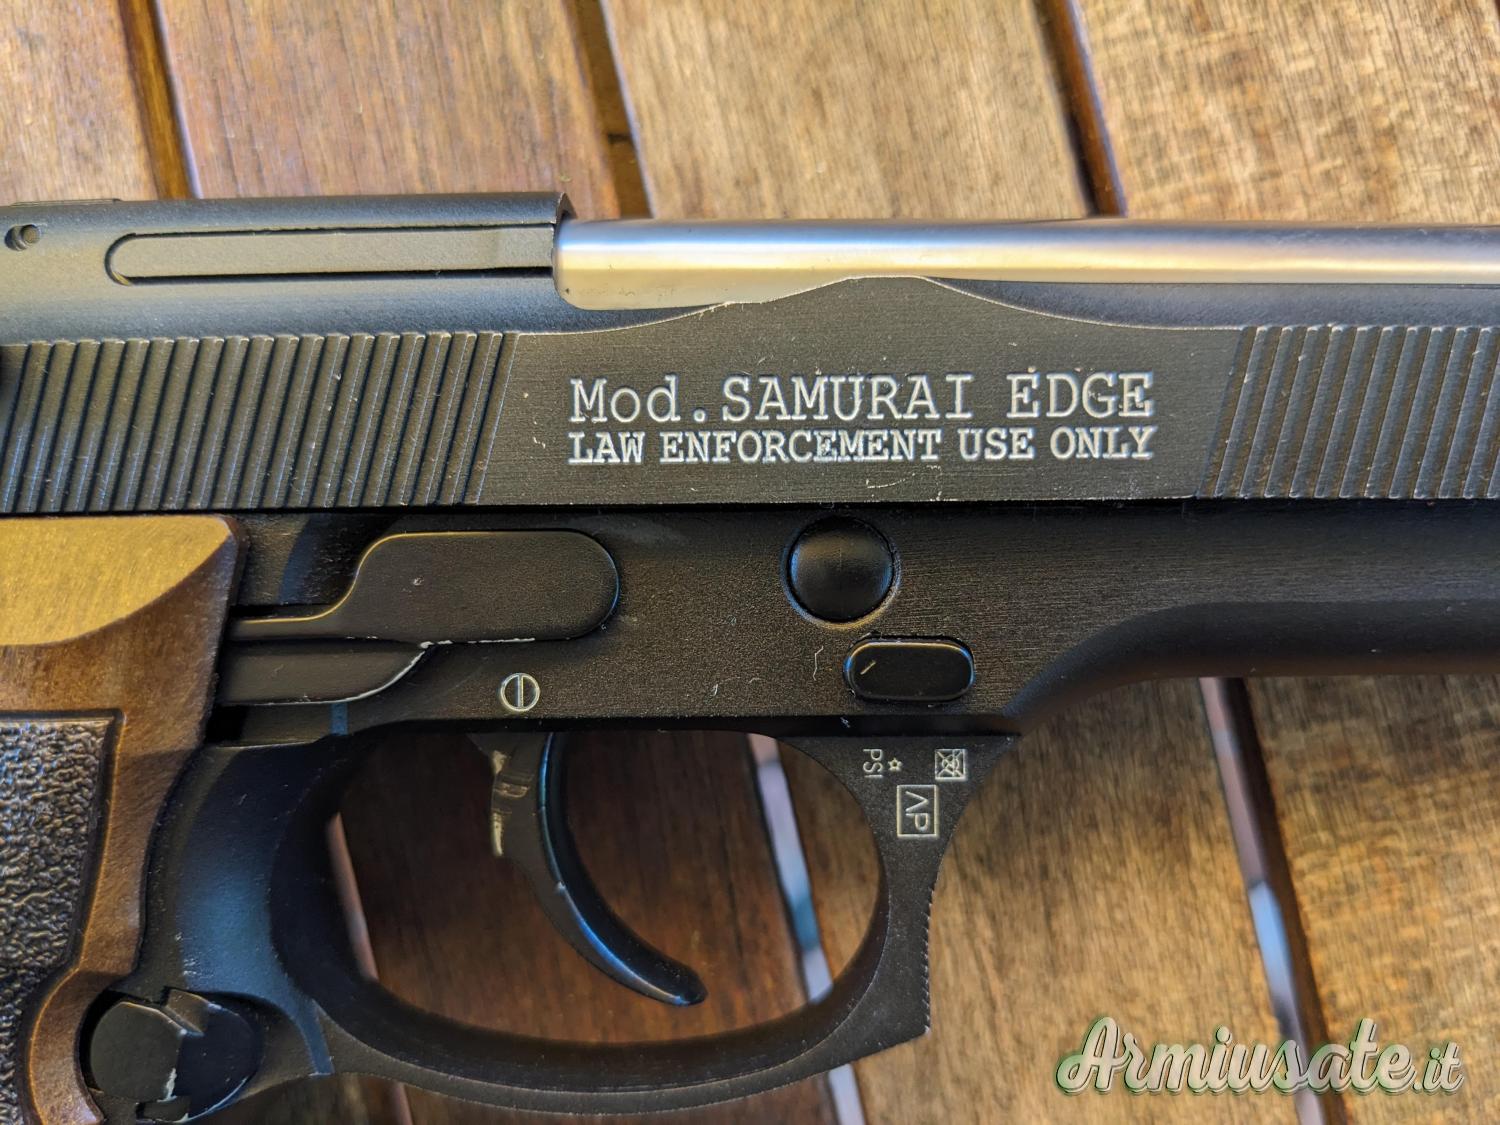 Mod.SAMURAI EDGE
LAW ENFORCEMENT USE ONLY
PSI
AP
Armiusate.it